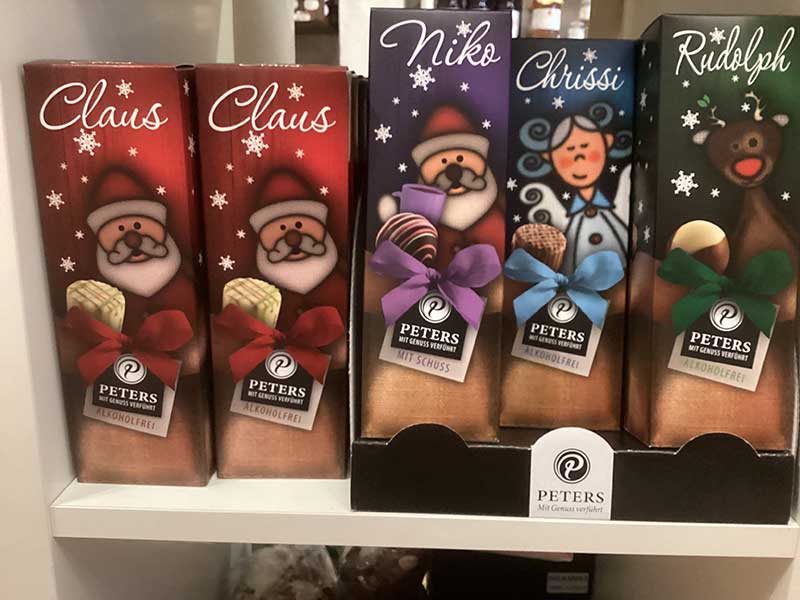 Claus
PETERS
MIT GENUSS VERFÜHRT
ALKOHOLFREI
Claus
PETERS
MIT GENUSS VERFÜHRT
ALKOHOLFREI
Niko
PETERS
MIT GENUSS VERFÜHRT
MIT SCHUSS
Chrissi
PETERS
MIT GENUSS VERFÜHRT
ALKOHOLFREI
Rudolph
PETERS
MIT GENUSS VERFÜHRT
ALKOHOLFREI
PETERS
Mit Genuss verführt